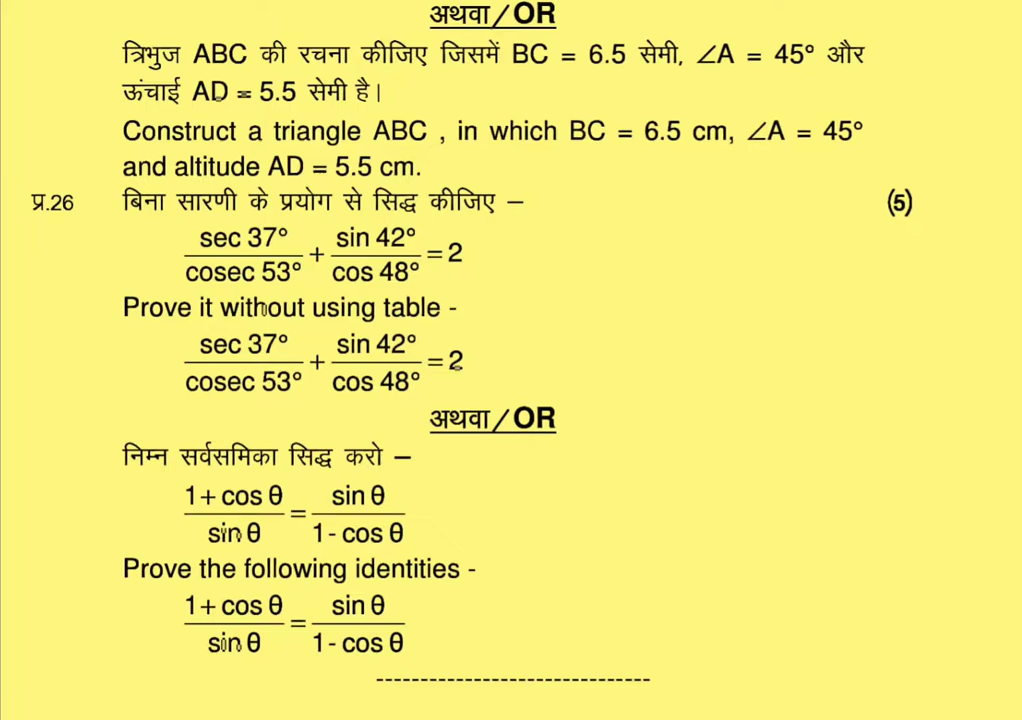 अथवा/OR
त्रिभुज ABC की रचना कीजिए जिसमें BC = 6.5 सेमी, ∠A = 45° और
ऊंचाई AD = 5.5 सेमी है।
Construct a triangle ABC , in which BC = 6.5 cm, ∠A = 45°
and altitude AD = 5.5 cm.
प्र.26 बिना सारणी के प्रयोग से सिद्ध कीजिए – (5)
sec 37° / cosec 53° + sin 42° / cos 48° = 2
Prove it without using table -
sec 37° / cosec 53° + sin 42° / cos 48° = 2
अथवा/OR
निम्न सर्वसमिका सिद्ध करो –
1+ cos θ / sin θ = sin θ / 1- cos θ
Prove the following identities -
1+ cos θ / sin θ = sin θ / 1- cos θ
------------------------------